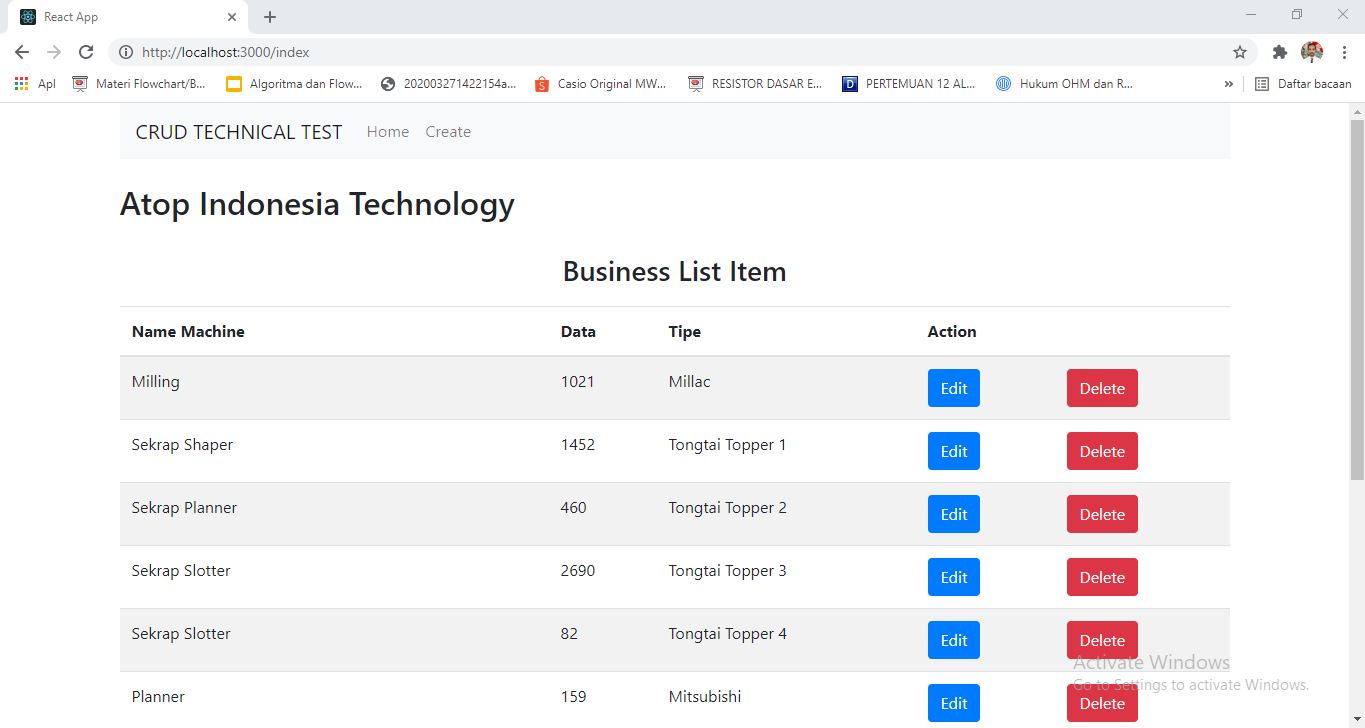 React App
http://localhost:3000/index
Apl Materi Flowchart/B... Algoritma dan Flow... 202003271422154a... Casio Original MW... RESISTOR DASAR E... D PERTEMUAN 12 AL... Hukum OHM dan R... » Daftar bacaan
CRUD TECHNICAL TEST Home Create
Atop Indonesia Technology
Business List Item
Name Machine Data Tipe Action
Milling 1021 Millac Edit Delete
Sekrap Shaper 1452 Tongtai Topper 1 Edit Delete
Sekrap Planner 460 Tongtai Topper 2 Edit Delete
Sekrap Slotter 2690 Tongtai Topper 3 Edit Delete
Sekrap Slotter 82 Tongtai Topper 4 Edit Delete
Activate Windows
Go to Settings to activate Windows.
Planner 159 Mitsubishi Edit Delete